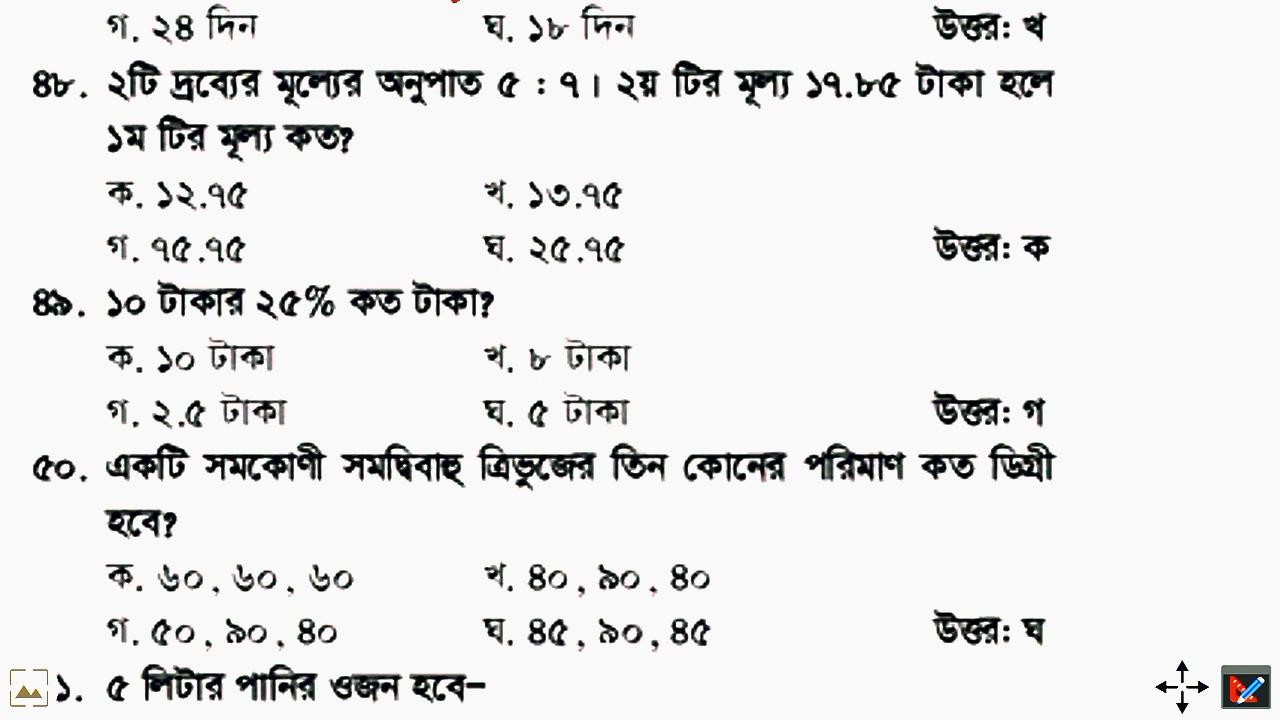 গ. ২৪ দিন ঘ. ১৮ দিন উত্তর: খ
৪৮. ২টি দ্রব্যের মূল্যের অনুপাত ৫ : ৭। ২য় টির মূল্য ১৭.৮৫ টাকা হলে
১ম টির মূল্য কত?
ক. ১২.৭৫ খ. ১৩.৭৫
গ. ৭৫.৭৫ ঘ. ২৫.৭৫ উত্তর: ক
৪৯. ১০ টাকার ২৫% কত টাকা?
ক. ১০ টাকা খ. ৮ টাকা
গ. ২.৫ টাকা ঘ. ৫ টাকা উত্তর: গ
৫০. একটি সমকোণী সমদ্বিবাহু ত্রিভুজের তিন কোনের পরিমাণ কত ডিগ্রী
হবে?
ক. ৬০, ৬০, ৬০ খ. ৪০, ৯০, ৪০
গ. ৫০, ৯০, ৪০ ঘ. ৪৫, ৯০, ৪৫ উত্তর: ঘ
১. ৫ লিটার পানির ওজন হবে-